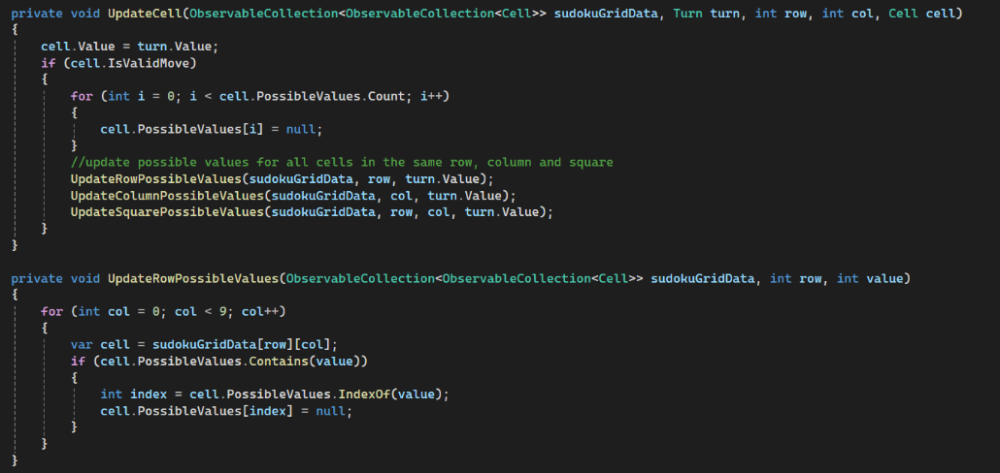 private void UpdateCell(ObservableCollection<ObservableCollection<Cell>> sudokuGridData, Turn turn, int row, int col, Cell cell)
{
    cell.Value = turn.Value;
    if (cell.IsValidMove)
    {
        for (int i = 0; i < cell.PossibleValues.Count; i++)
        {
            cell.PossibleValues[i] = null;
        }
        //update possible values for all cells in the same row, column and square
        UpdateRowPossibleValues(sudokuGridData, row, turn.Value);
        UpdateColumnPossibleValues(sudokuGridData, col, turn.Value);
        UpdateSquarePossibleValues(sudokuGridData, row, col, turn.Value);
    }
}

private void UpdateRowPossibleValues(ObservableCollection<ObservableCollection<Cell>> sudokuGridData, int row, int value)
{
    for (int col = 0; col < 9; col++)
    {
        var cell = sudokuGridData[row][col];
        if (cell.PossibleValues.Contains(value))
        {
            int index = cell.PossibleValues.IndexOf(value);
            cell.PossibleValues[index] = null;
        }
    }
}